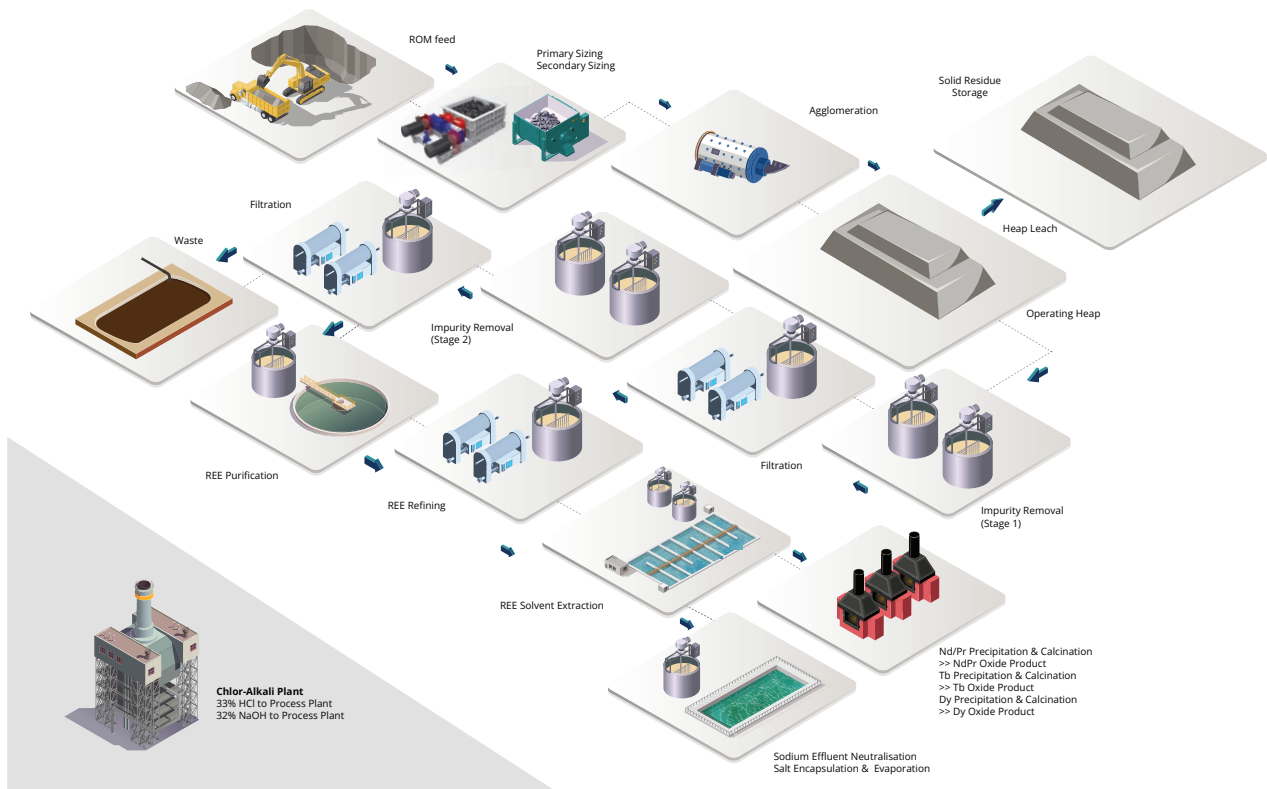 ROM feed
Primary Sizing
Secondary Sizing
Agglomeration
Solid Residue
Storage
Heap Leach
Operating Heap
Filtration
Waste
Impurity Removal
(Stage 2)
Filtration
Impurity Removal
(Stage 1)
REE Purification
REE Refining
REE Solvent Extraction
Nd/Pr Precipitation & Calcination
>> NdPr Oxide Product
Tb Precipitation & Calcination
>> Tb Oxide Product
Dy Precipitation & Calcination
>> Dy Oxide Product
Chlor-Alkali Plant
33% HCl to Process Plant
32% NaOH to Process Plant
Sodium Effluent Neutralisation
Salt Encapsulation & Evaporation